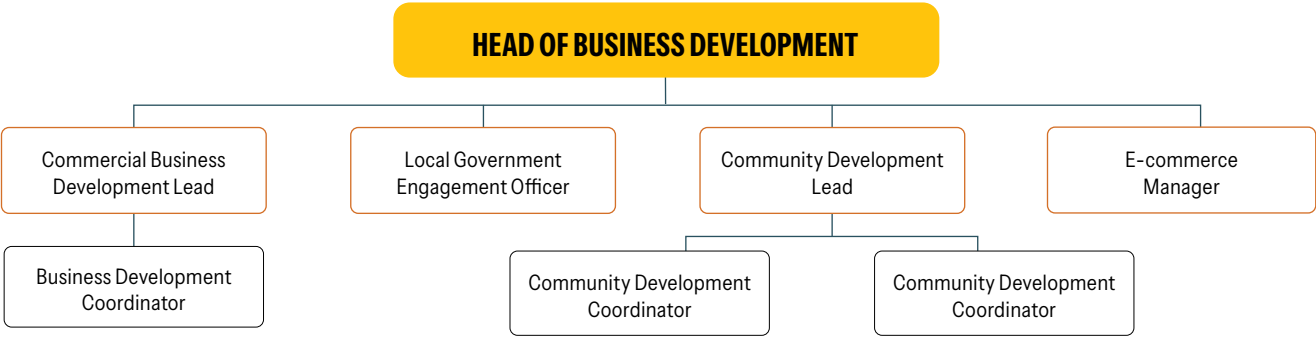 HEAD OF BUSINESS DEVELOPMENT
Commercial Business
Development Lead
Local Government
Engagement Officer
Community Development
Lead
E-commerce
Manager
Business Development
Coordinator
Community Development
Coordinator
Community Development
Coordinator